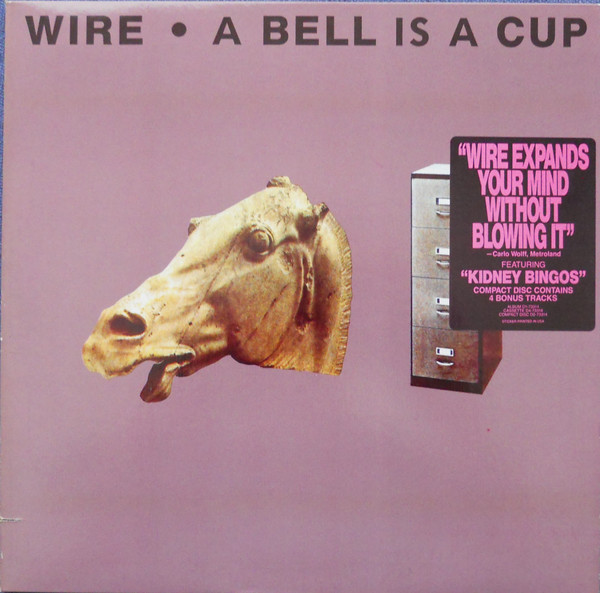 WIRE • A BELL IS A CUP
“WIRE EXPANDS
YOUR MIND
WITHOUT
BLOWING IT”
—Carlo Wolff, Metroland
FEATURING
“KIDNEY BINGOS”
COMPACT DISC CONTAINS
4 BONUS TRACKS